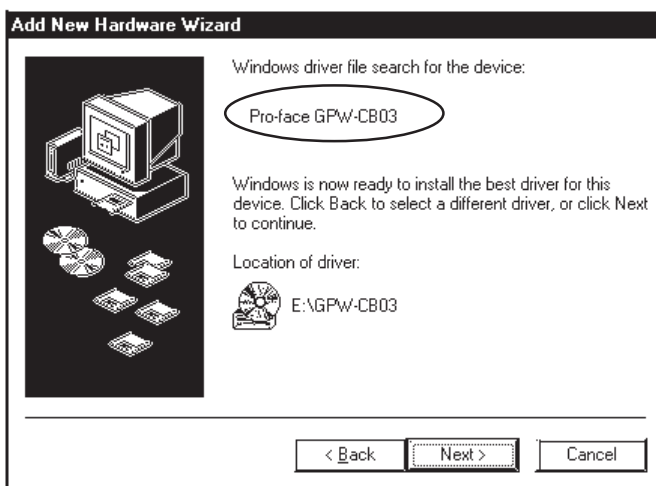 Add New Hardware Wizard
Windows driver file search for the device:
Pro-face GPW-CB03
Windows is now ready to install the best driver for this
device. Click Back to select a different driver, or click Next
to continue.
Location of driver:
E:\GPW-CB03
< Back
Next >
Cancel